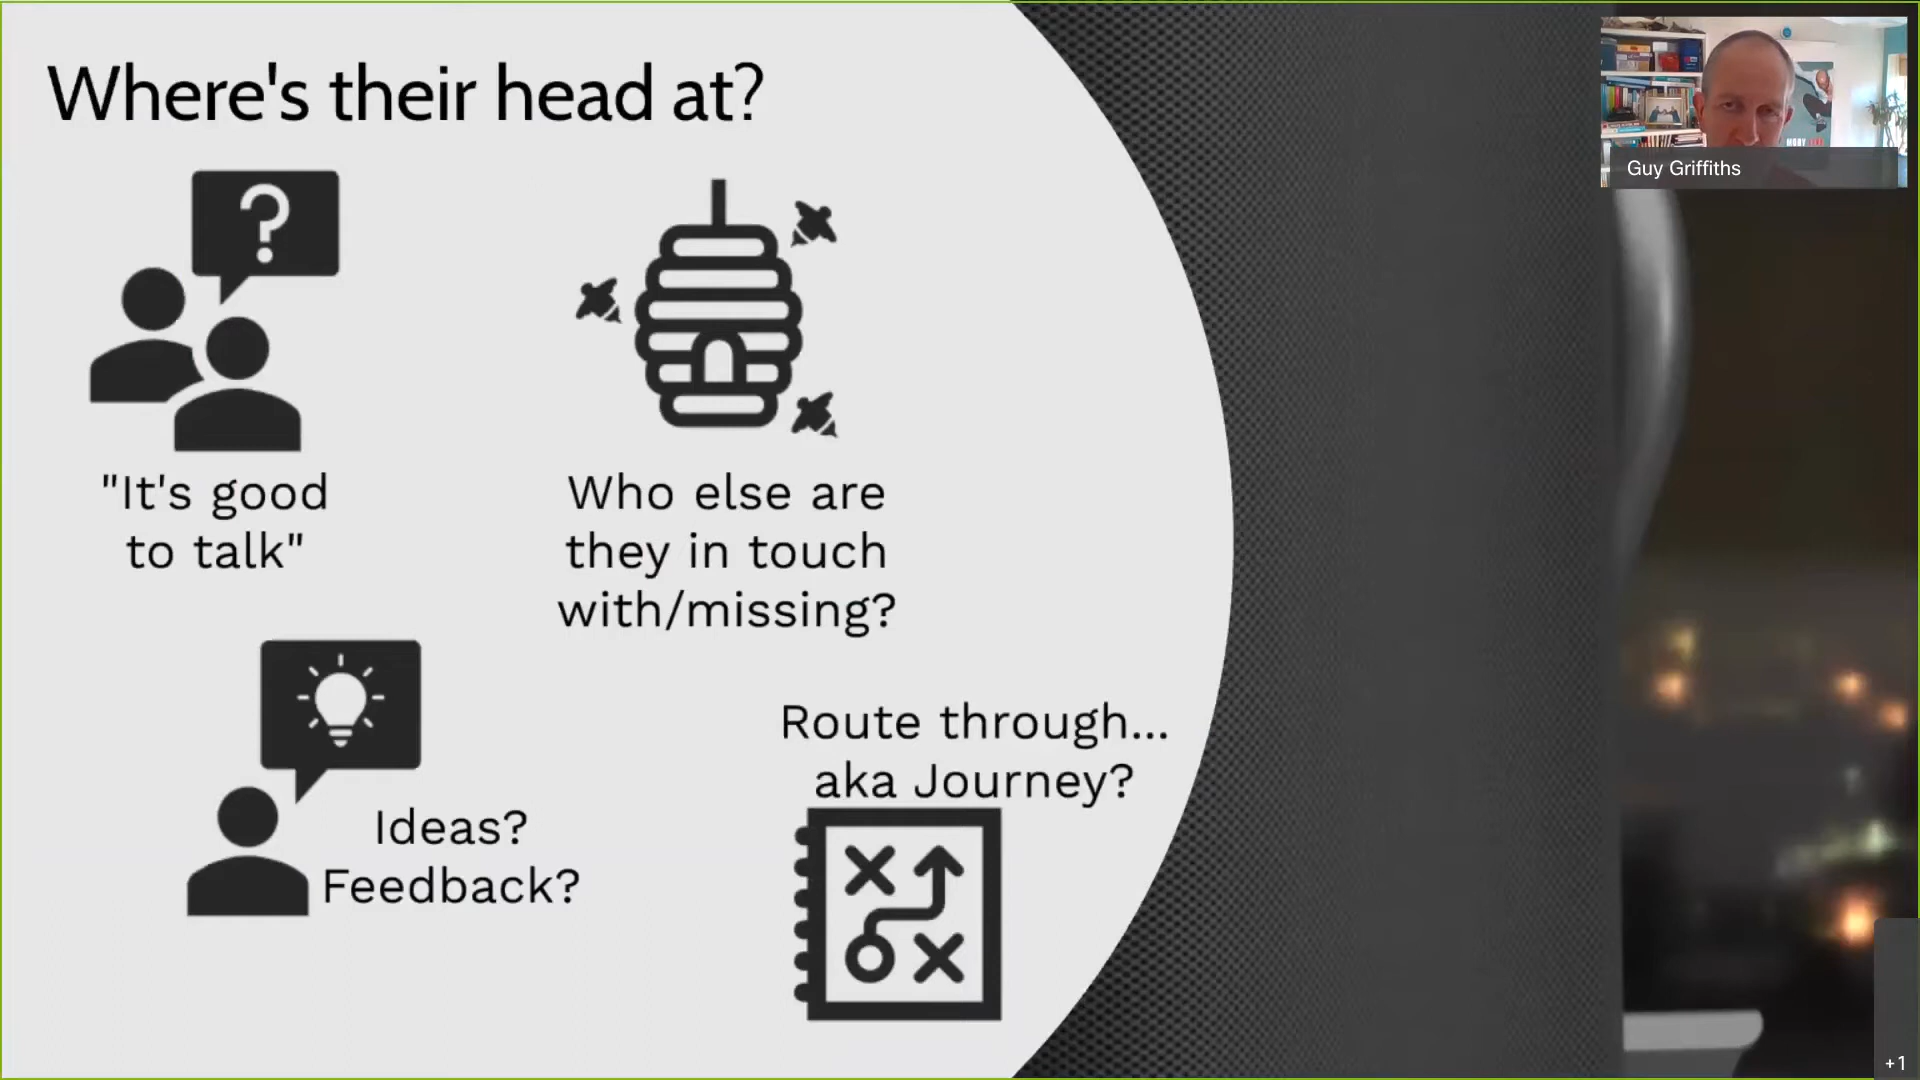 Where's their head at?
?
"It's good
to talk"
Who else are
they in touch
with/missing?
Ideas?
Feedback?
Route through...
aka Journey?
Guy Griffiths
+1